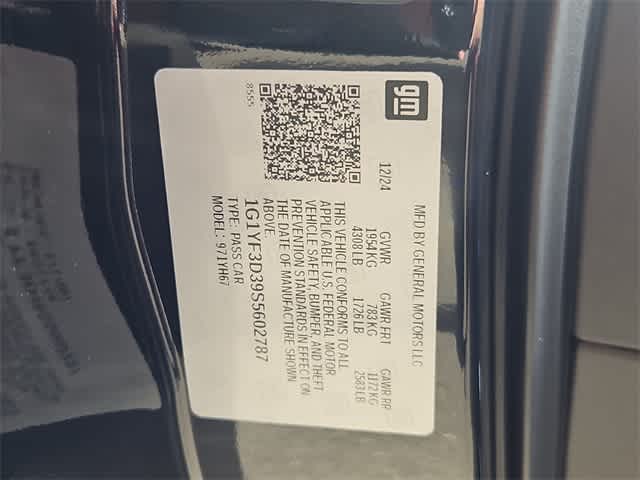 gm
MFD BY GENERAL MOTORS LLC
12/24 GVWR GAWR FRT GAWR RR
1954 KG 783 KG 1172 KG
4308 LB 1726 LB 2583 LB
THIS VEHICLE CONFORMS TO ALL
APPLICABLE U.S. FEDERAL MOTOR
VEHICLE SAFETY, BUMPER, AND THEFT
PREVENTION STANDARDS IN EFFECT ON
THE DATE OF MANUFACTURE SHOWN
ABOVE.
1G1YF3D39S5602787
TYPE: PASS CAR
MODEL: 971YH67
8555